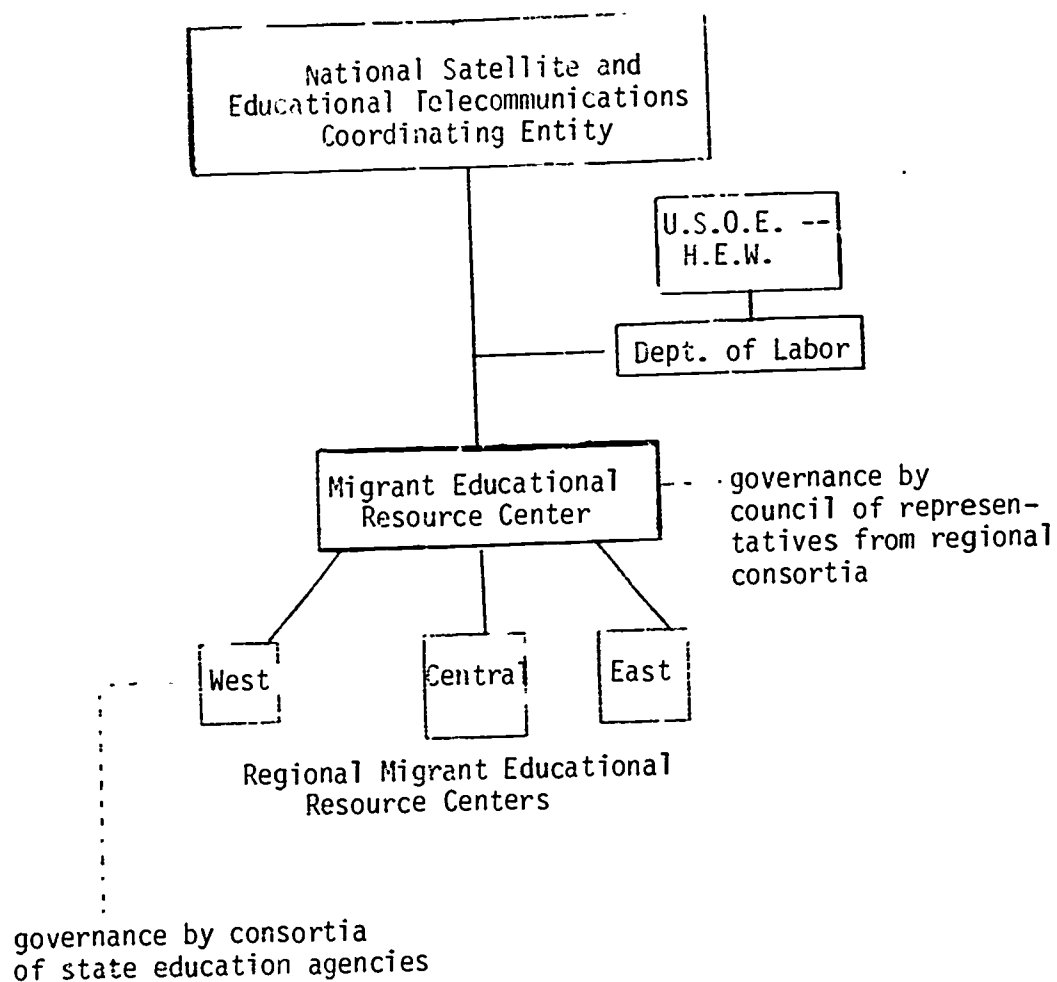 National Satellite and
Educational Telecommunications
Coordinating Entity
U.S.O.E. --
H.E.W.
Dept. of Labor
Migrant Educational
Resource Center
governance by
council of represen-
tatives from regional
consortia
West
Central
East
Regional Migrant Educational
Resource Centers
governance by consortia
of state education agencies